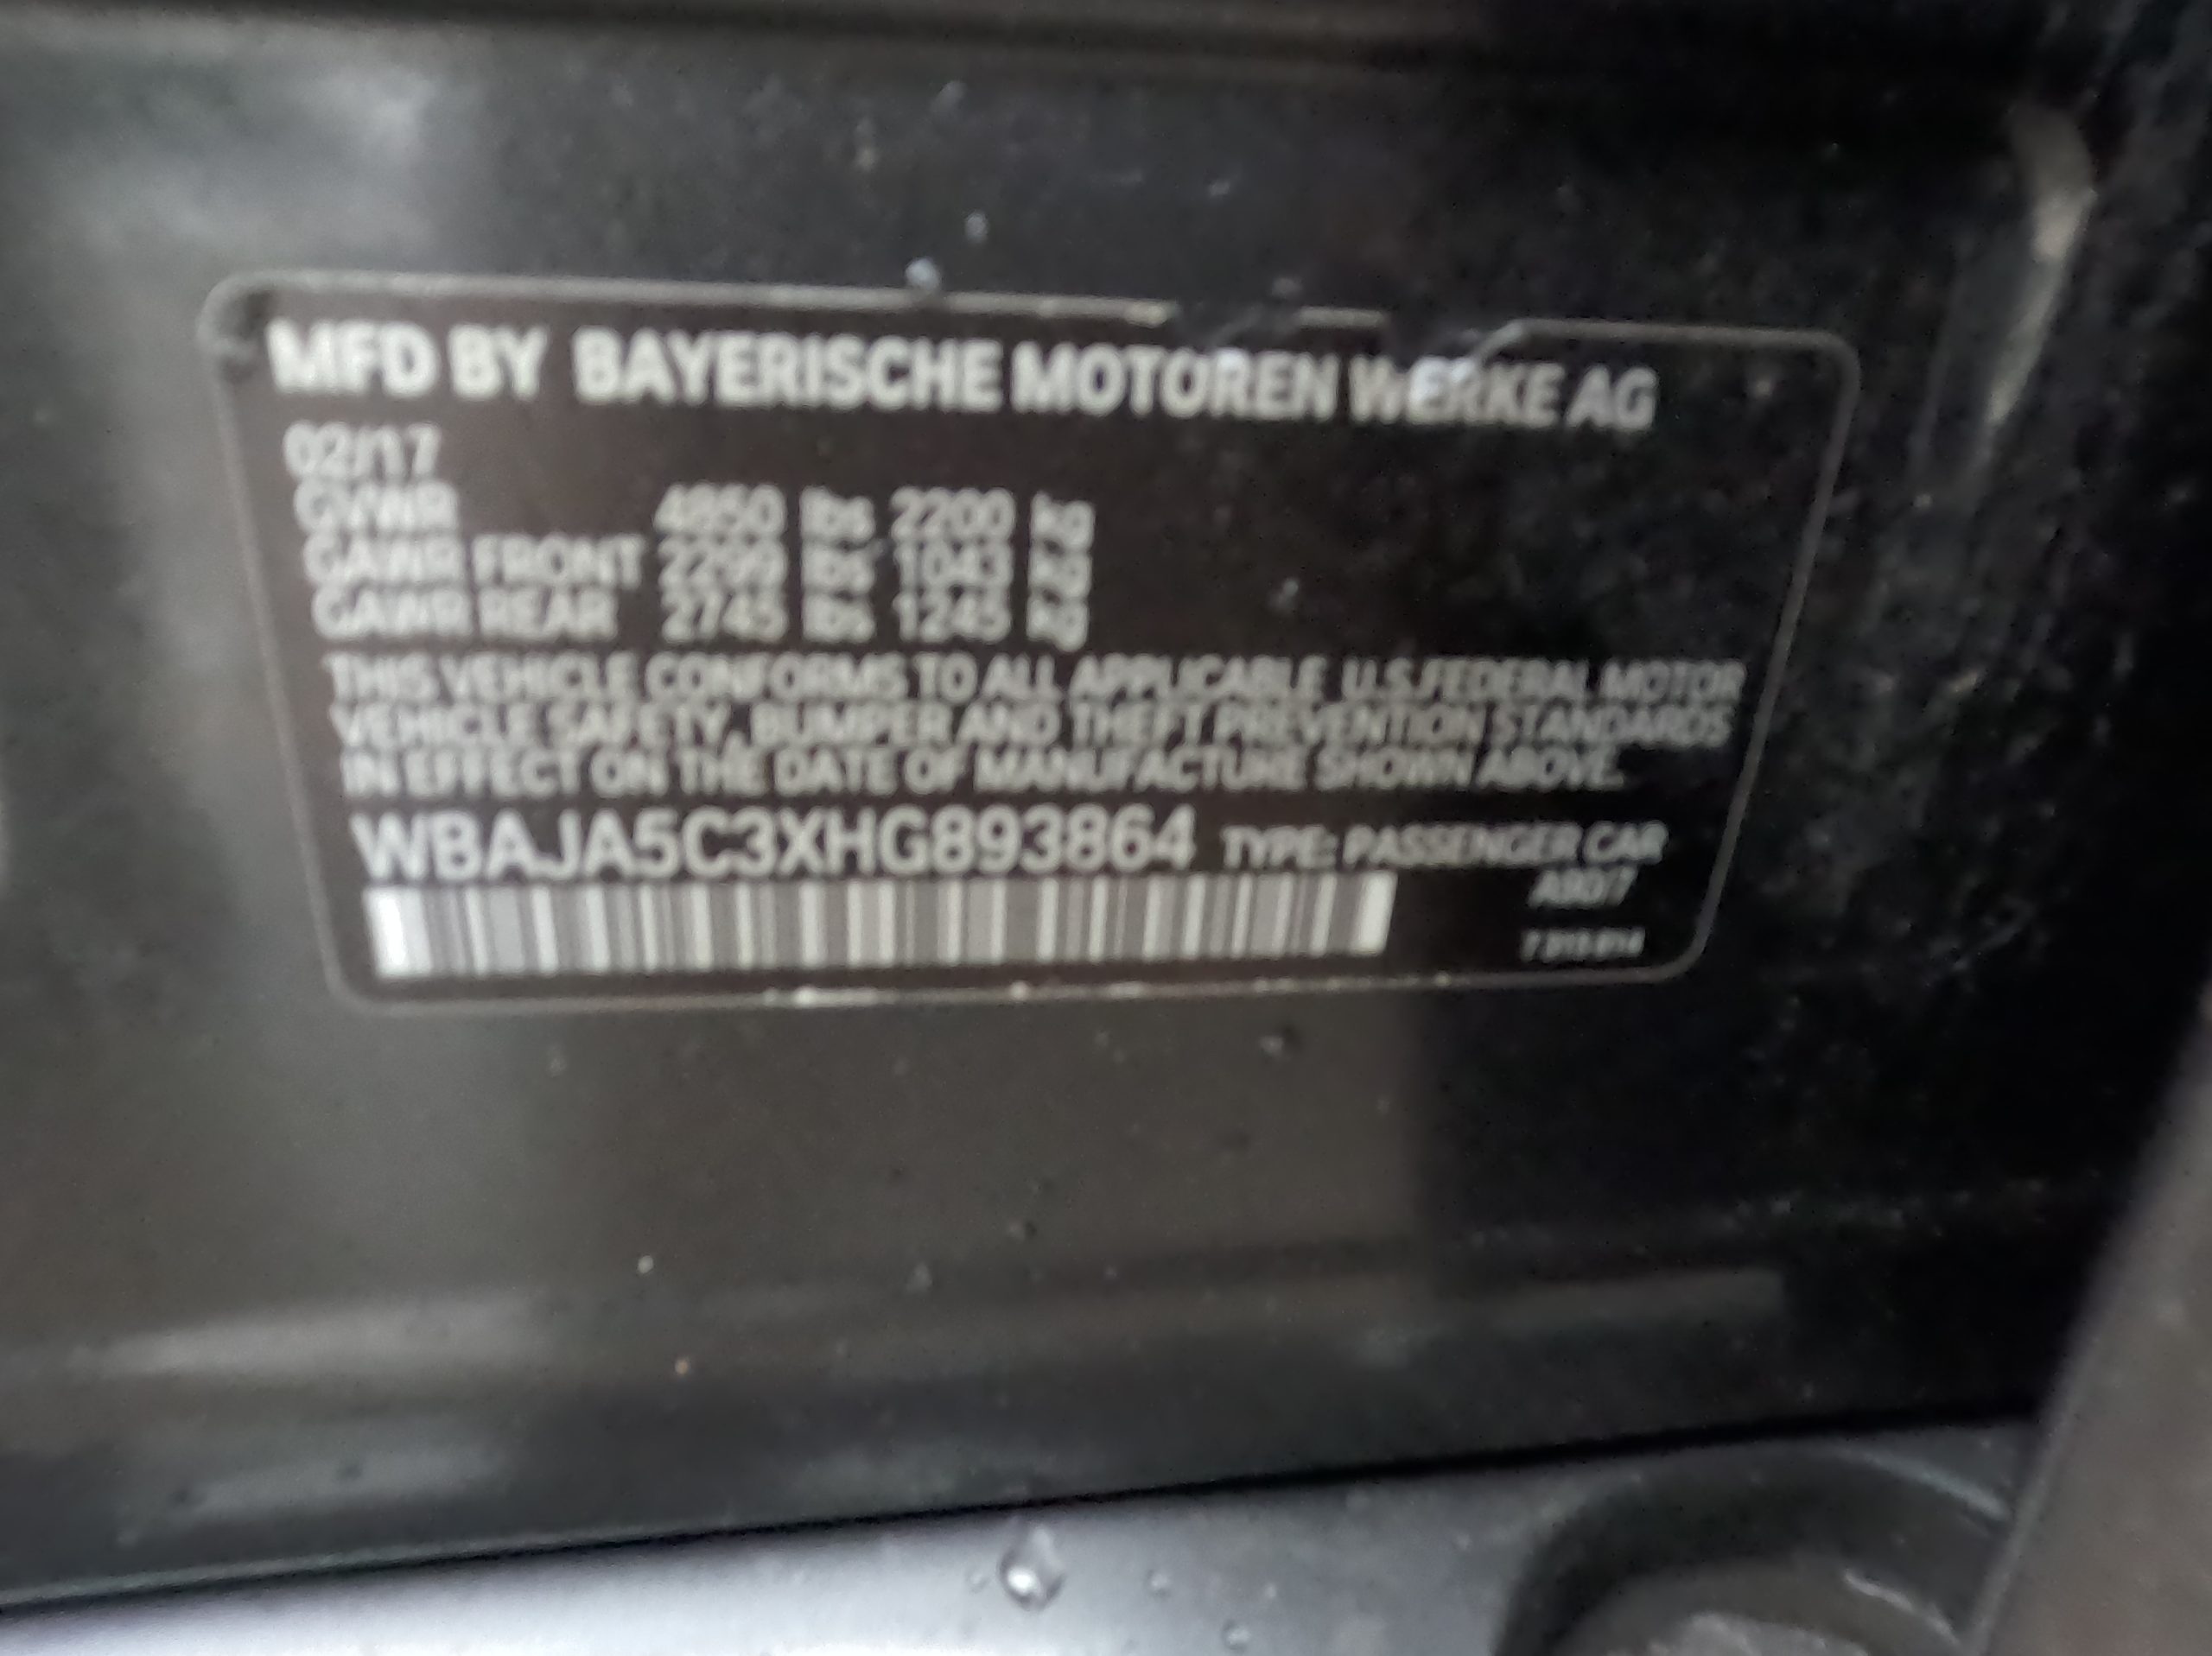 MFD BY BAYERISCHE MOTOREN WERKE AG
02/17
GVWR 4850 lbs 2200 kg
GAWR FRONT 2299 lbs 1043 kg
GAWR REAR 2745 lbs 1245 kg
THIS VEHICLE CONFORMS TO ALL APPLICABLE U.S.FEDERAL MOTOR
VEHICLE SAFETY, BUMPER AND THEFT PREVENTION STANDARDS
IN EFFECT ON THE DATE OF MANUFACTURE SHOWN ABOVE.
WBAJA5C3XHG893864 TYPE: PASSENGER CAR